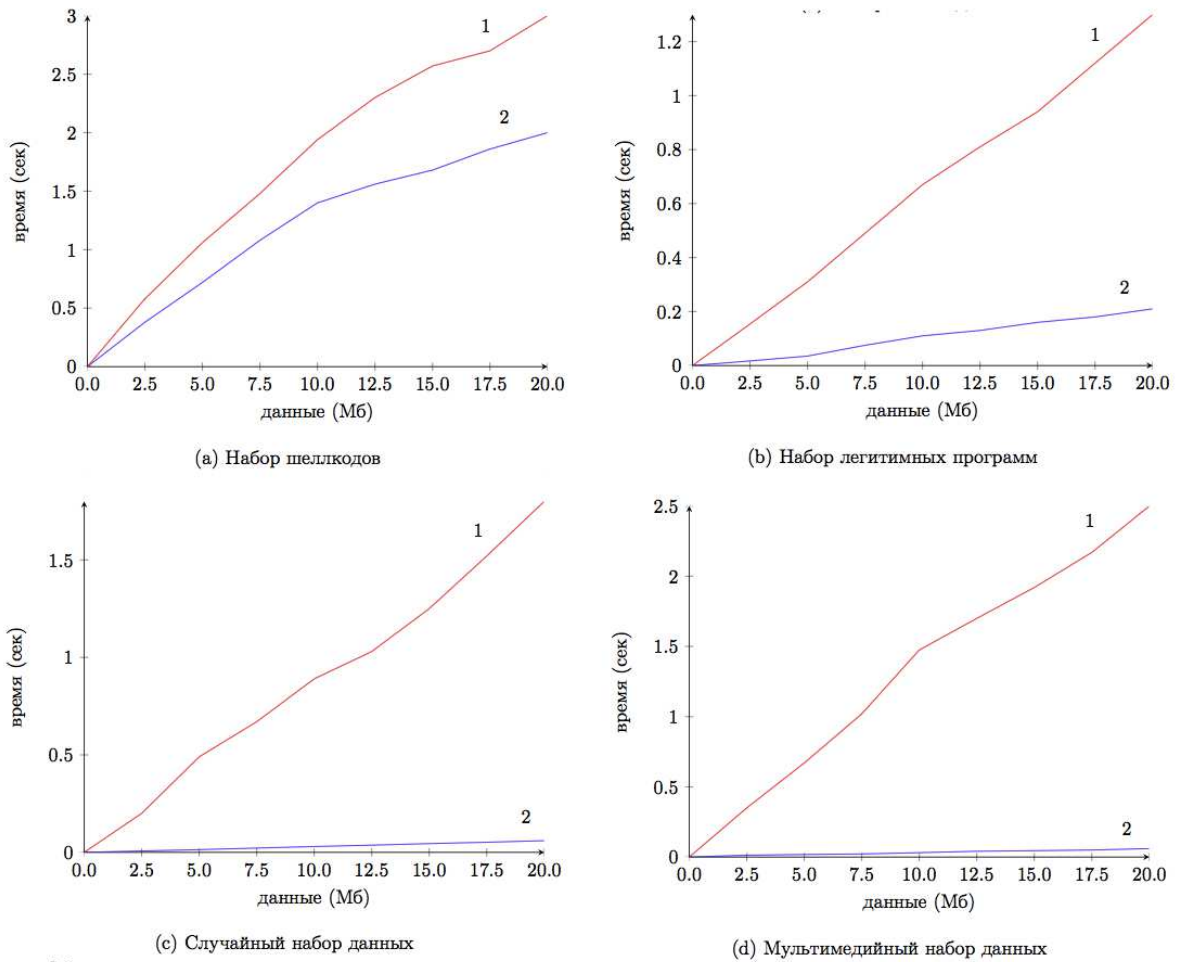 3
2.5
2
1.5
1
0.5
0
1
2
время (сек)
0.0 2.5 5.0 7.5 10.0 12.5 15.0 17.5 20.0
данные (Мб)
(a) Набор шеллкодов
1.2
1
0.8
0.6
0.4
0.2
0
1
2
время (сек)
0.0 2.5 5.0 7.5 10.0 12.5 15.0 17.5 20.0
данные (Мб)
(b) Набор легитимных программ
1.5
1
0.5
0
1
2
время (сек)
0.0 2.5 5.0 7.5 10.0 12.5 15.0 17.5 20.0
данные (Мб)
(c) Случайный набор данных
2.5
2
1.5
1
0.5
0
1
2
время (сек)
0.0 2.5 5.0 7.5 10.0 12.5 15.0 17.5 20.0
данные (Мб)
(d) Мультимедийный набор данных